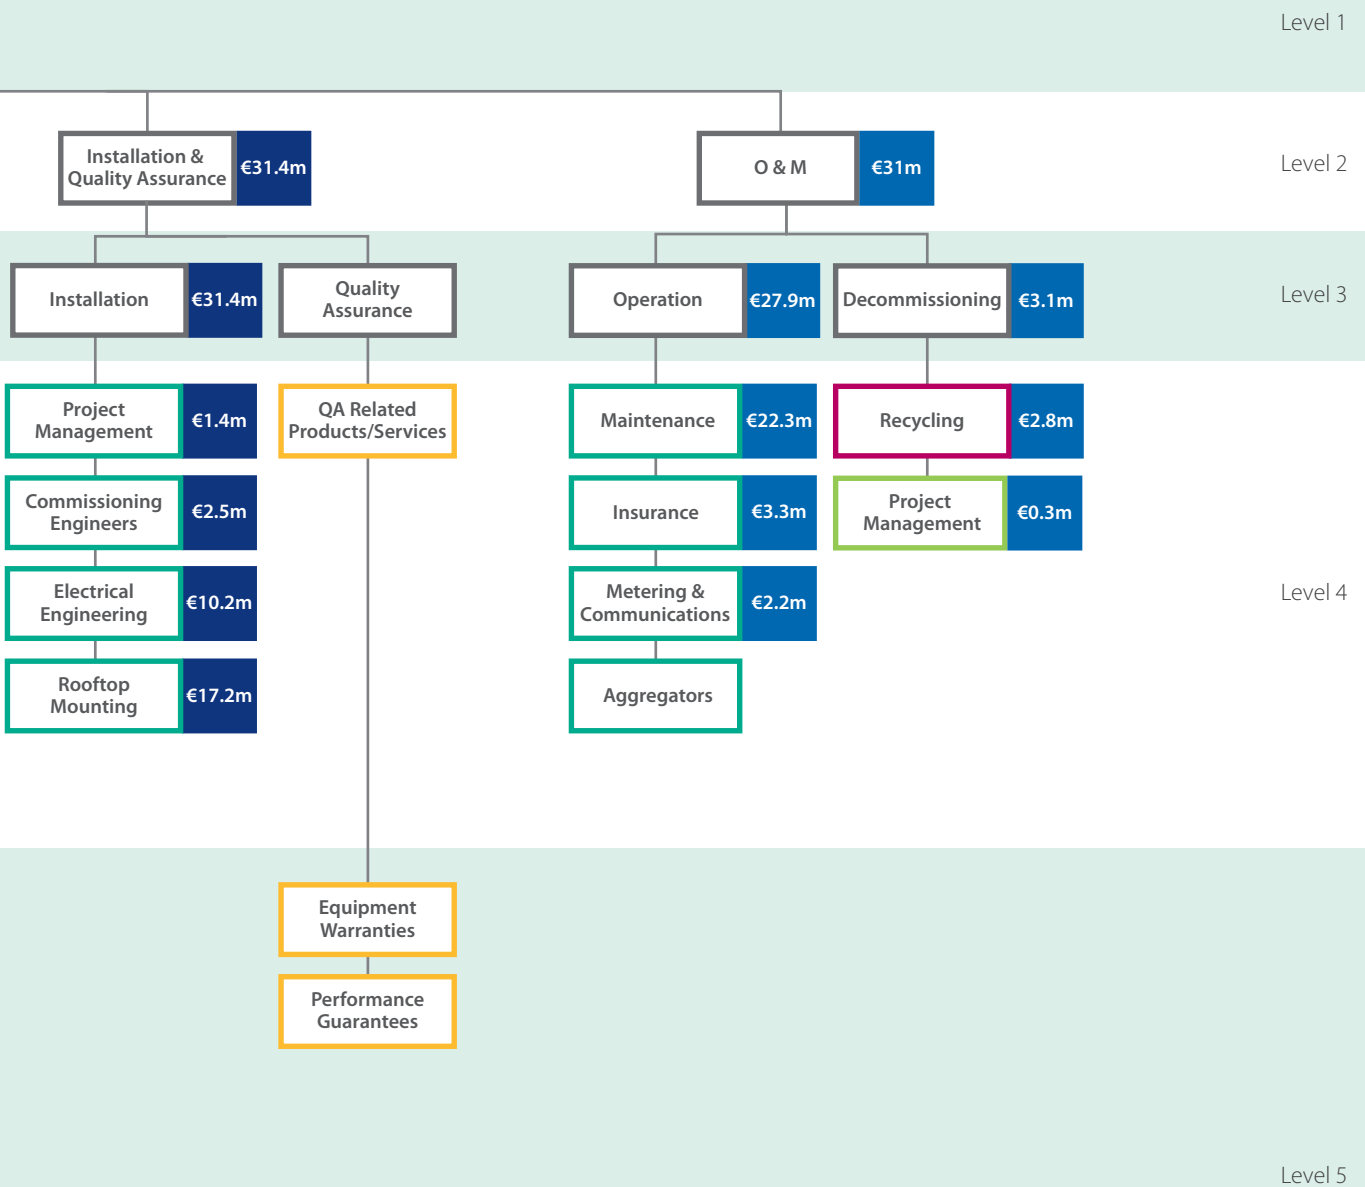 Level 1
Installation &
Quality Assurance
€31.4m
O & M
€31m
Level 2
Installation
€31.4m
Quality
Assurance
Operation
€27.9m
Decommissioning
€3.1m
Level 3
Project
Management
€1.4m
QA Related
Products/Services
Maintenance
€22.3m
Recycling
€2.8m
Commissioning
Engineers
€2.5m
Insurance
€3.3m
Project
Management
€0.3m
Electrical
Engineering
€10.2m
Metering &
Communications
€2.2m
Level 4
Rooftop
Mounting
€17.2m
Aggregators
Equipment
Warranties
Performance
Guarantees
Level 5